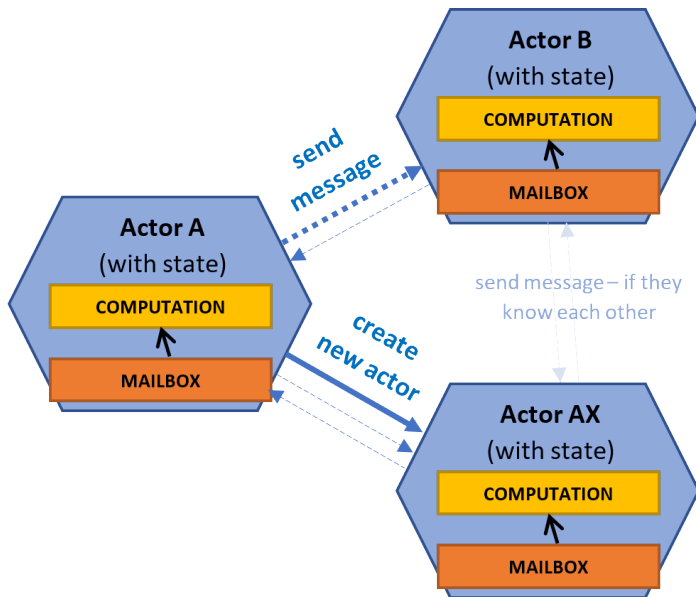 Actor B
(with state)
COMPUTATION
MAILBOX
send
message
Actor A
(with state)
COMPUTATION
MAILBOX
send message – if they
know each other
create
new actor
Actor AX
(with state)
COMPUTATION
MAILBOX